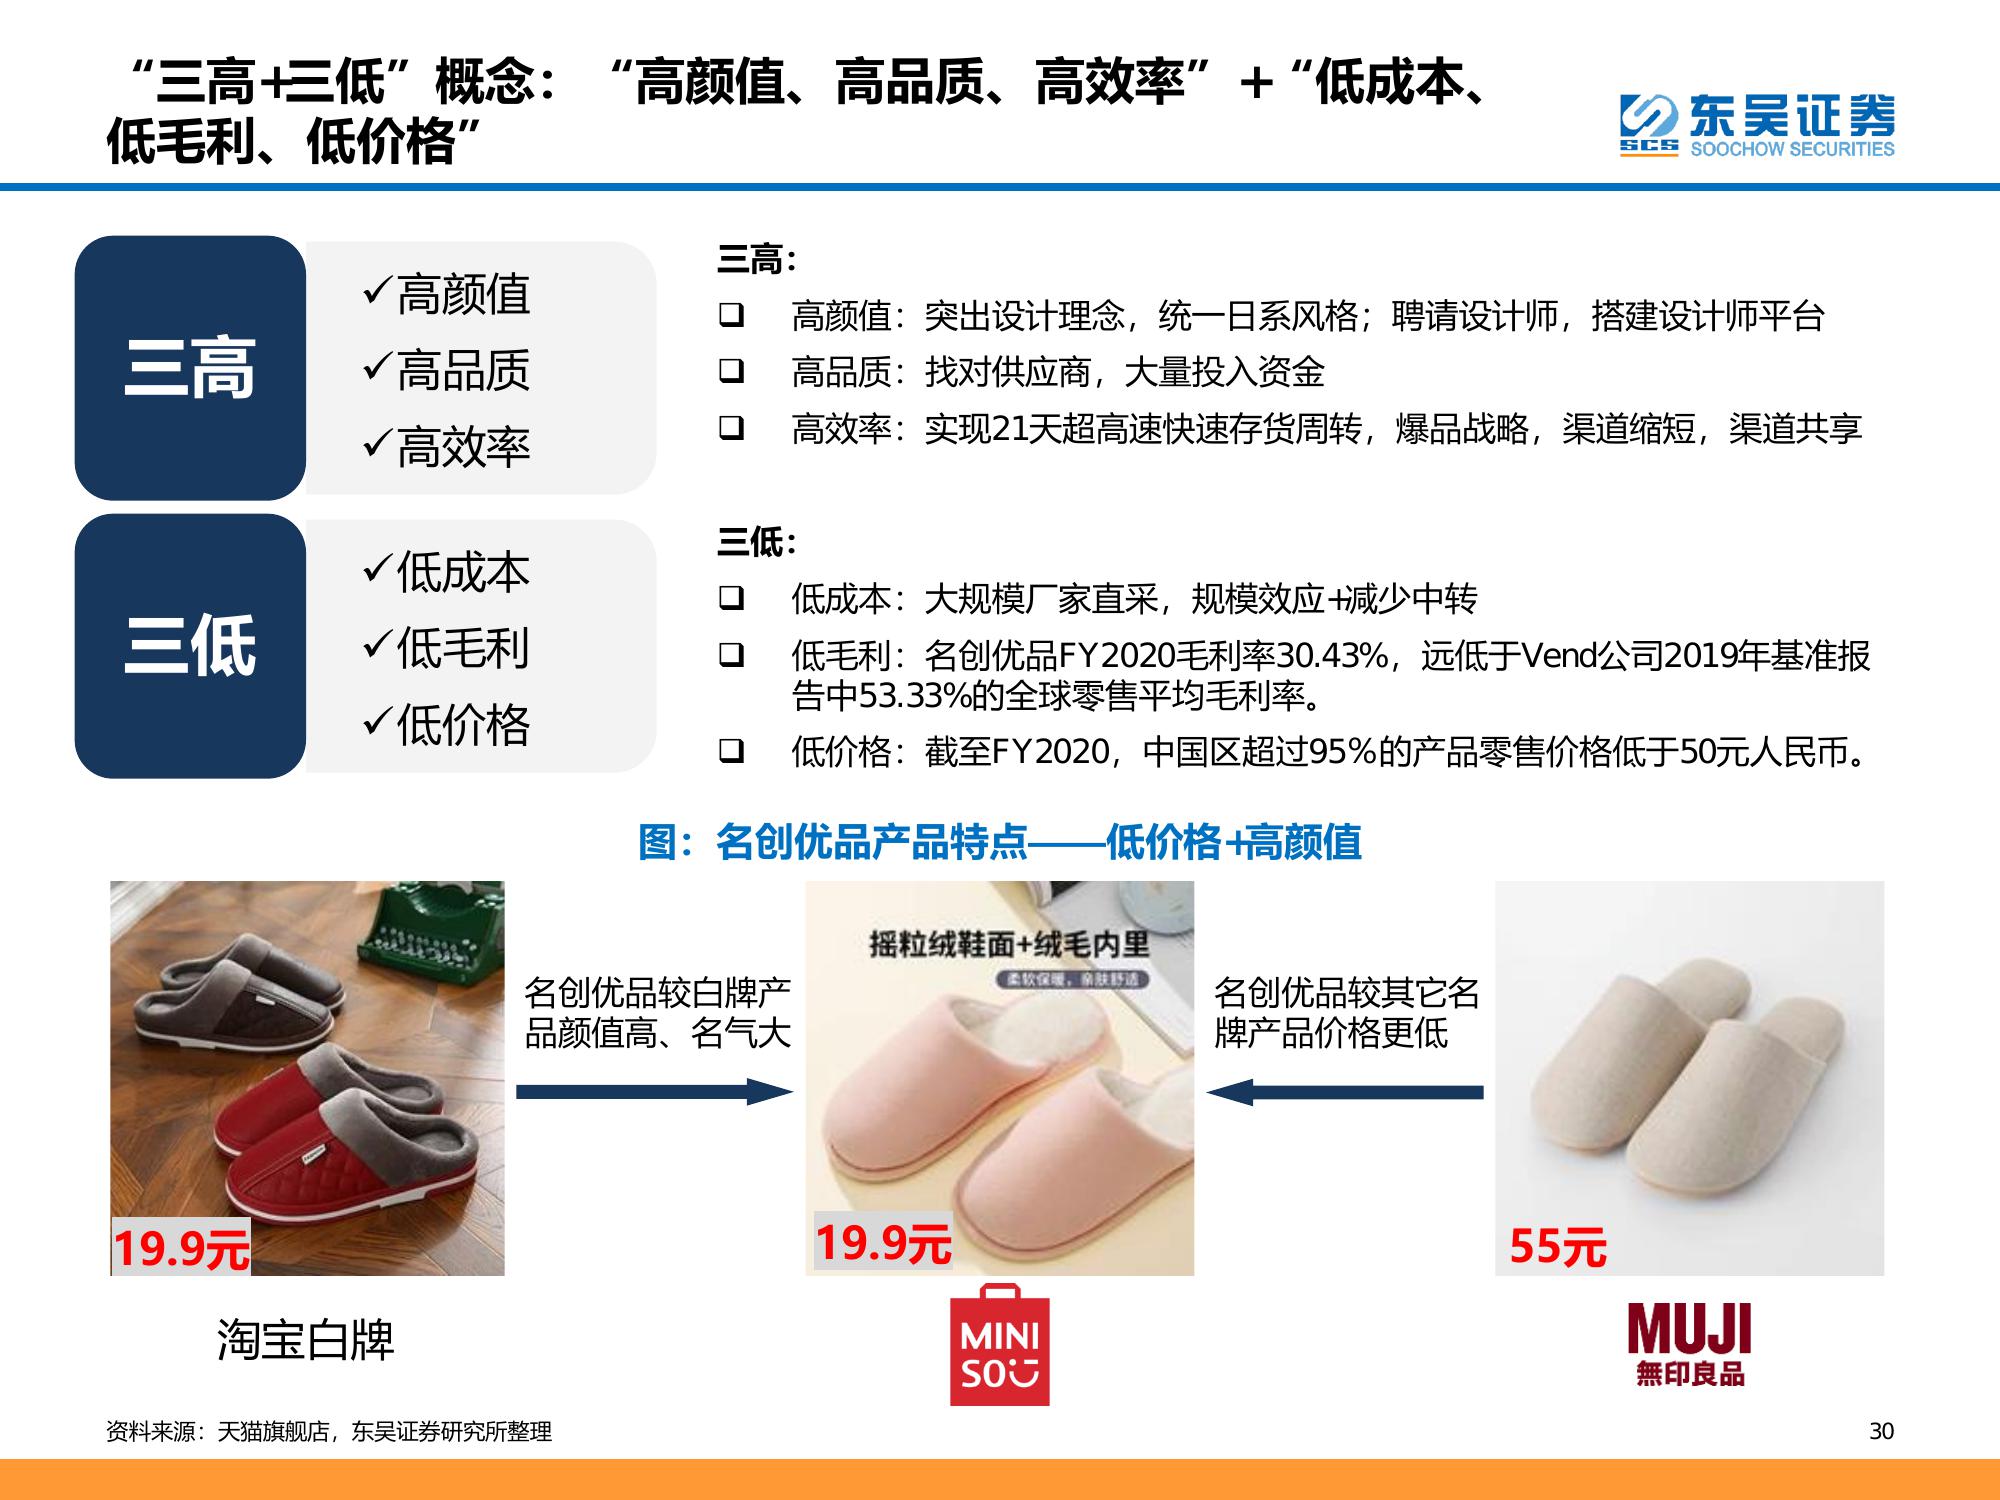 “三高+三低”概念：“高颜值、高品质、高效率”+“低成本、
低毛利、低价格”
SCS
东吴证券
SOOCHOW SECURITIES
三高
✓高颜值
✓高品质
✓高效率
三高：
❑ 高颜值：突出设计理念，统一日系风格；聘请设计师，搭建设计师平台
❑ 高品质：找对供应商，大量投入资金
❑ 高效率：实现21天超高速快速存货周转，爆品战略，渠道缩短，渠道共享
三低
✓低成本
✓低毛利
✓低价格
三低：
❑ 低成本：大规模厂家直采，规模效应+减少中转
❑ 低毛利：名创优品FY2020毛利率30.43%，远低于Vend公司2019年基准报
告中53.33%的全球零售平均毛利率。
❑ 低价格：截至FY2020，中国区超过95%的产品零售价格低于50元人民币。
图：名创优品产品特点——低价格+高颜值
19.9元
名创优品较白牌产
品颜值高、名气大
摇粒绒鞋面+绒毛内里
柔软保暖，亲肤舒适
19.9元
名创优品较其它名
牌产品价格更低
55元
淘宝白牌
MINI
SO
MUJI
無印良品
资料来源：天猫旗舰店，东吴证券研究所整理
30